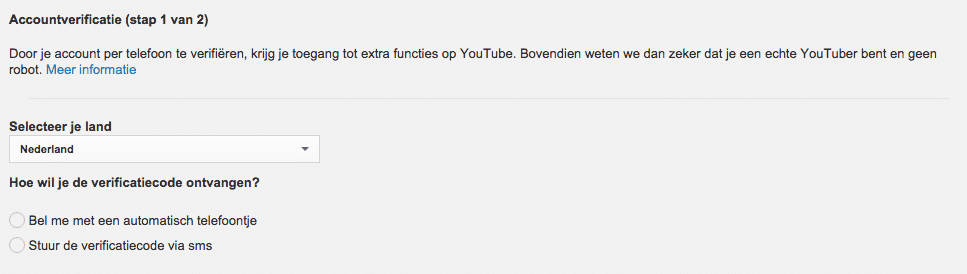 Accountverificatie (stap 1 van 2)
Door je account per telefoon te verifiëren, krijg je toegang tot extra functies op YouTube. Bovendien weten we dan zeker dat je een echte YouTuber bent en geen
robot. Meer informatie
Selecteer je land
Nederland
Hoe wil je de verificatiecode ontvangen?
Bel me met een automatisch telefoontje
Stuur de verificatiecode via sms